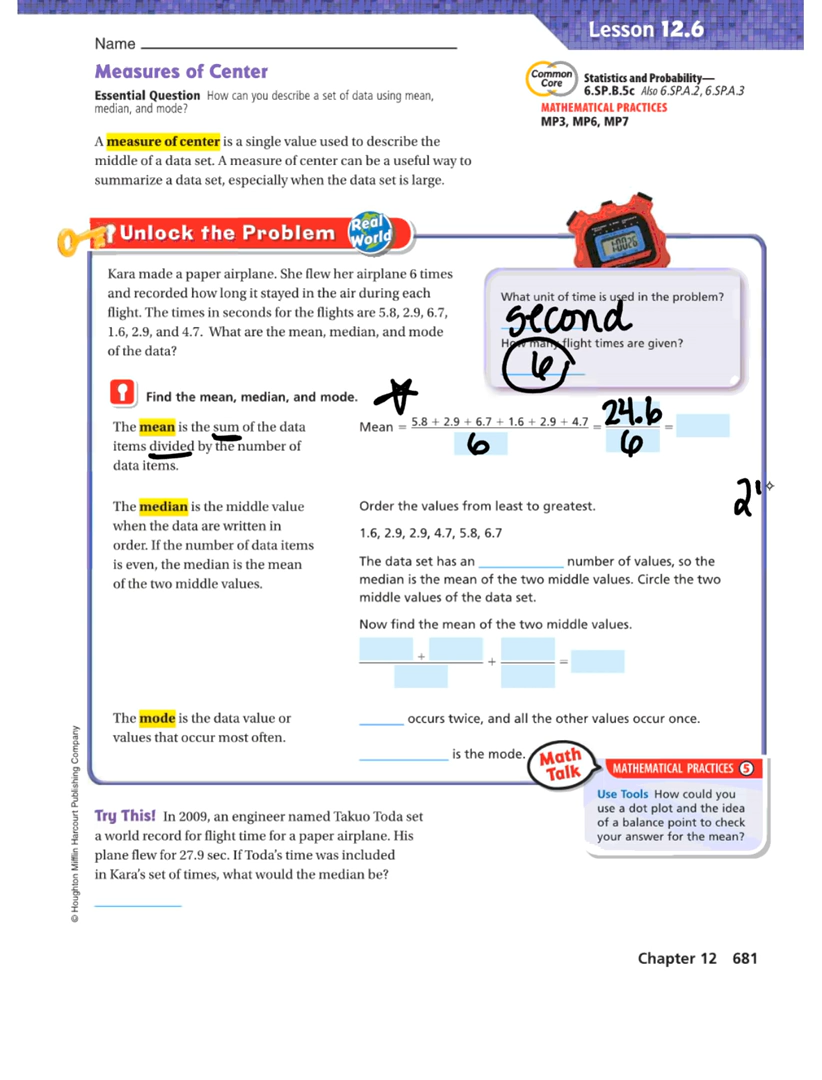 Lesson 12.6
Name
Measures of Center
Essential Question How can you describe a set of data using mean,
median, and mode?
Common
Core
Statistics and Probability—
6.SP.B.5c Also 6.SP.A.2, 6.SP.A.3
MATHEMATICAL PRACTICES
MP3, MP6, MP7
A measure of center is a single value used to describe the
middle of a data set. A measure of center can be a useful way to
summarize a data set, especially when the data set is large.
Unlock the Problem
Real
World
Kara made a paper airplane. She flew her airplane 6 times
and recorded how long it stayed in the air during each
flight. The times in seconds for the flights are 5.8, 2.9, 6.7,
1.6, 2.9, and 4.7. What are the mean, median, and mode
of the data?
What unit of time is used in the problem?
second
How many flight times are given?
6
Find the mean, median, and mode.
The mean is the sum of the data
items divided by the number of
data items.
Mean = 5.8 + 2.9 + 6.7 + 1.6 + 2.9 + 4.7 = 24.6 =
6 6
The median is the middle value
when the data are written in
order. If the number of data items
is even, the median is the mean
of the two middle values.
Order the values from least to greatest.
1.6, 2.9, 2.9, 4.7, 5.8, 6.7
The data set has an ____________ number of values, so the
median is the mean of the two middle values. Circle the two
middle values of the data set.
Now find the mean of the two middle values.
+ + =
The mode is the data value or
values that occur most often.
______ occurs twice, and all the other values occur once.
____________ is the mode.
Math
Talk
MATHEMATICAL PRACTICES 5
Use Tools How could you
use a dot plot and the idea
of a balance point to check
your answer for the mean?
Try This! In 2009, an engineer named Takuo Toda set
a world record for flight time for a paper airplane. His
plane flew for 27.9 sec. If Toda's time was included
in Kara's set of times, what would the median be?
© Houghton Mifflin Harcourt Publishing Company
Chapter 12 681